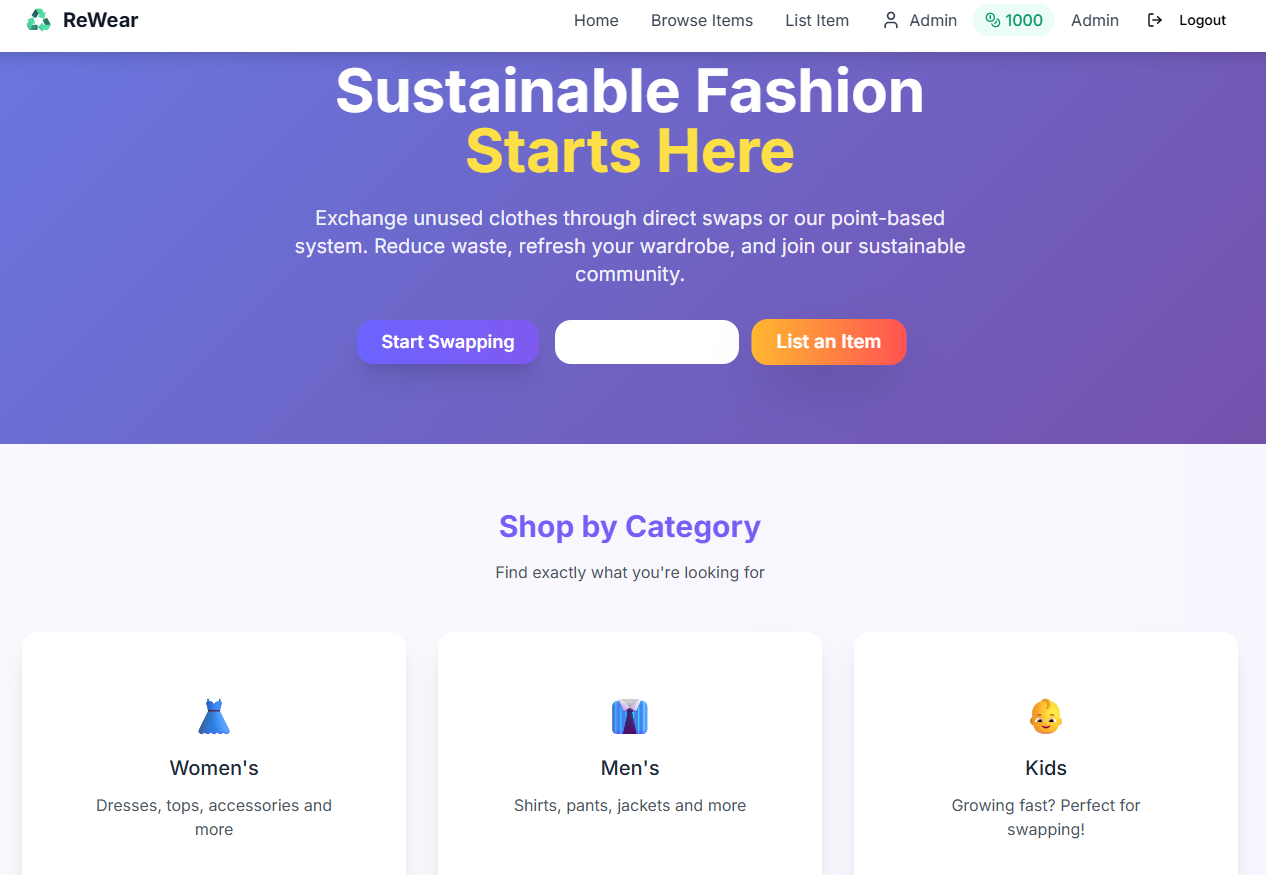 ReWear
Home
Browse Items
List Item
Admin
1000
Admin
Logout
Sustainable Fashion
Starts Here
Exchange unused clothes through direct swaps or our point-based
system. Reduce waste, refresh your wardrobe, and join our sustainable
community.
Start Swapping
List an Item
Shop by Category
Find exactly what you're looking for
Women's
Dresses, tops, accessories and
more
Men's
Shirts, pants, jackets and more
Kids
Growing fast? Perfect for
swapping!